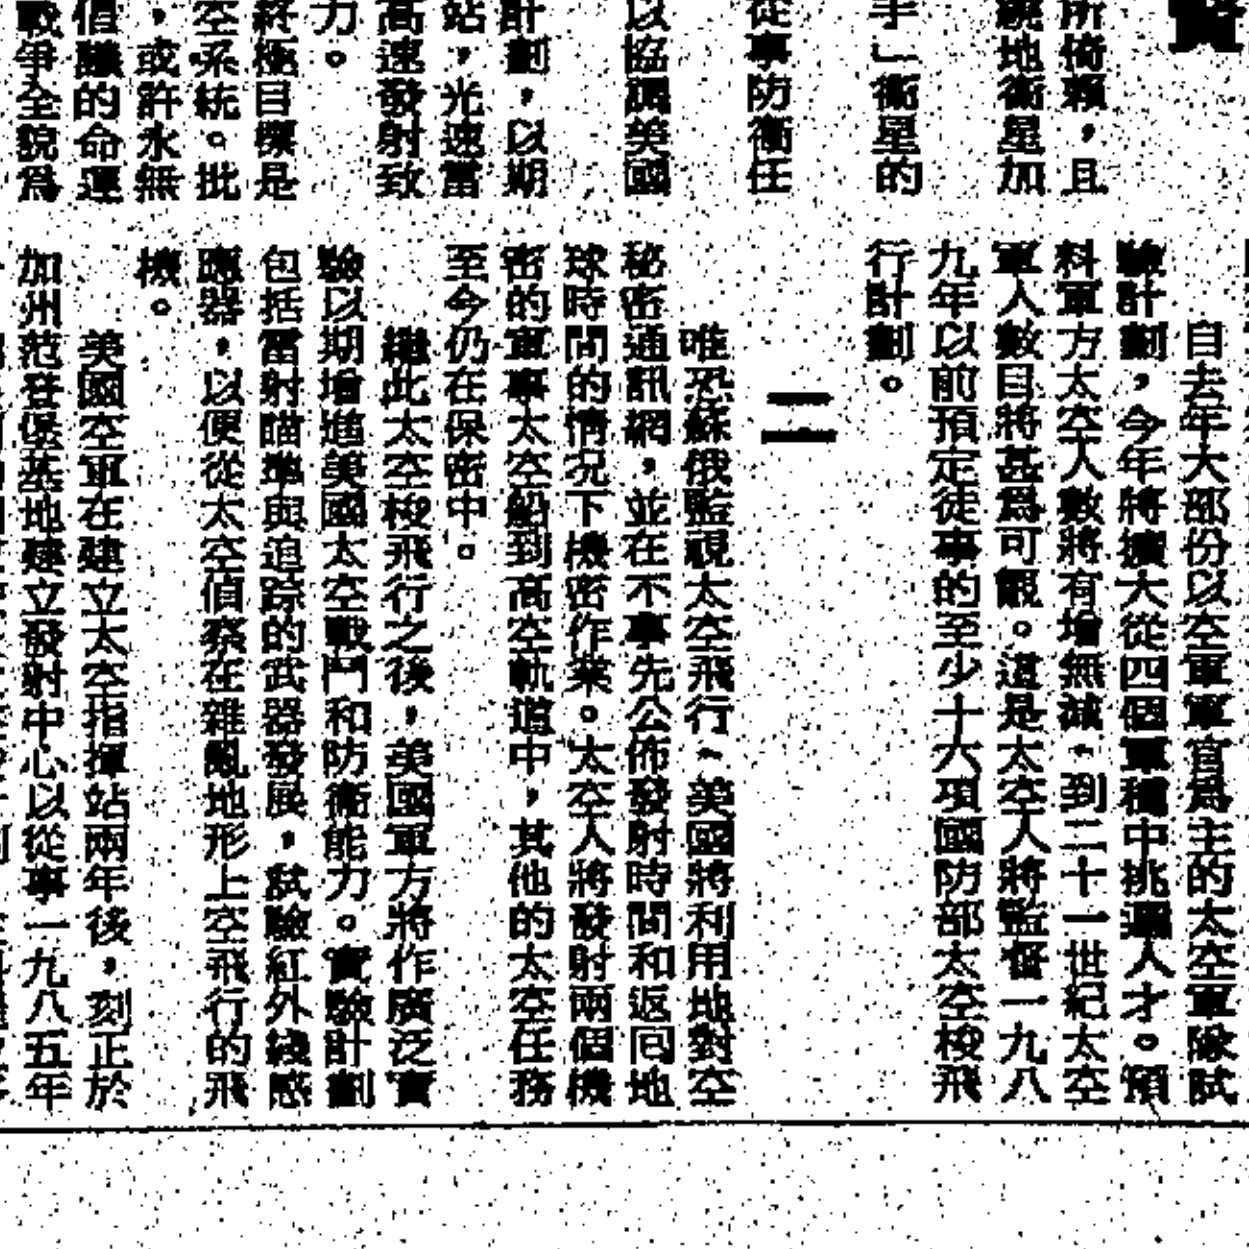 所倚賴，且
繞地衞星加
手」衞星的
從事防衞任
以協調美國
計劃，以期
站，光速雷
高速發射致
力。
終極目標是
空系統。批
，或許永無
倡議的命運
戰爭全貌爲
自去年大部份以空軍軍官爲主的太空軍隊試
驗計劃，今年將擴大從四個軍種中挑選人才。預
料軍方太空人數將有增無減，到二十一世紀太空
軍人數目將甚爲可觀。這是太空人將監督一九八
九年以前預定徒事的至少十六項國防部太空梭飛
行計劃。
二
唯恐蘇俄監視太空飛行，美國將利用地對空
秘密通訊網，並在不事先公佈發射時間和返囘地
球時間的情况下機密作業。太空人將發射兩個機
密的軍事太空船到高空軌道中，其他的太空任務
至今仍在保密中。
繼此太空梭飛行之後，美國軍方將作廣泛實
驗以期增進美國太空戰鬥和防衞能力。實驗計劃
包括雷射瞄準與追踪的武器發展，試驗紅外綫感
應器，以便從太空偵察在雜亂地形上空飛行的飛
機。
美國空軍在建立太空指揮站兩年後，刻正於
加州范登堡基地建立發射中心以從事一九八五年